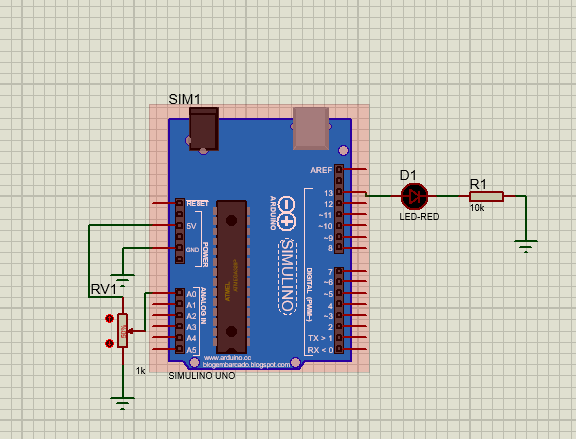 SIM1
AREF
13
12
~11
~10
~9
8
7
~6
~5
4
~3
2
TX > 1
RX < 0
DIGITAL (PWM~)
ARDUINO
SIMULINO
RESET
5V
GND
POWER
A0
A1
A2
A3
A4
A5
ANALOG IN
ATMEL
www.arduino.cc
blogembarcado.blogspot.com
SIMULINO UNO
RV1
1k
D1
LED-RED
R1
10k